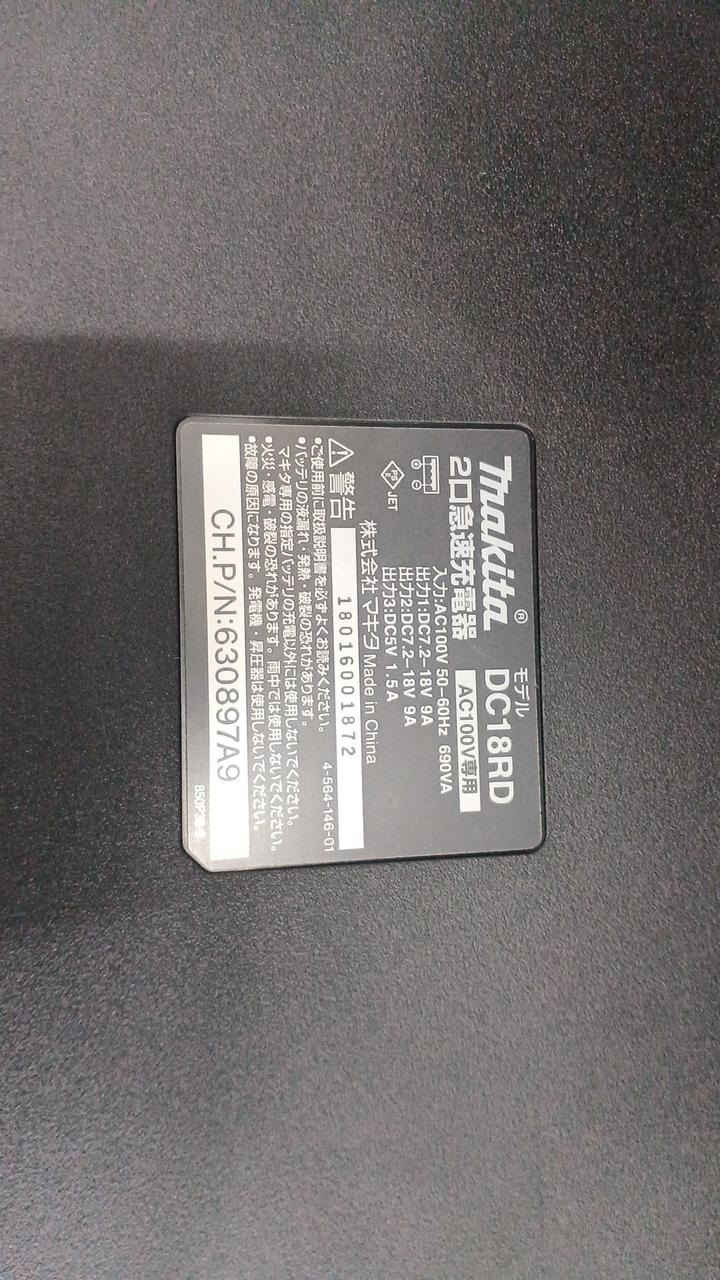 makita® モデル DC18RD
2口急速充電器 AC100V専用
入力:AC100V 50-60Hz 690VA
出力1:DC7.2-18V 9A
出力2:DC7.2-18V 9A
出力3:DC5V 1.5A
PS E JET
株式会社 マキタ Made in China
警告 18016001872
4-564-146-01
•ご使用前に取扱説明書を必ずよくお読みください。
•バッテリの液漏れ・発熱・破裂の恐れがあります。
マキタ専用の指定バッテリの充電以外には使用しないでください。
•火災・感電・破裂の恐れがあります。雨中では使用しないでください。
•故障の原因になります。発電機・昇圧器は使用しないでください。
CH.P/N:630897A9